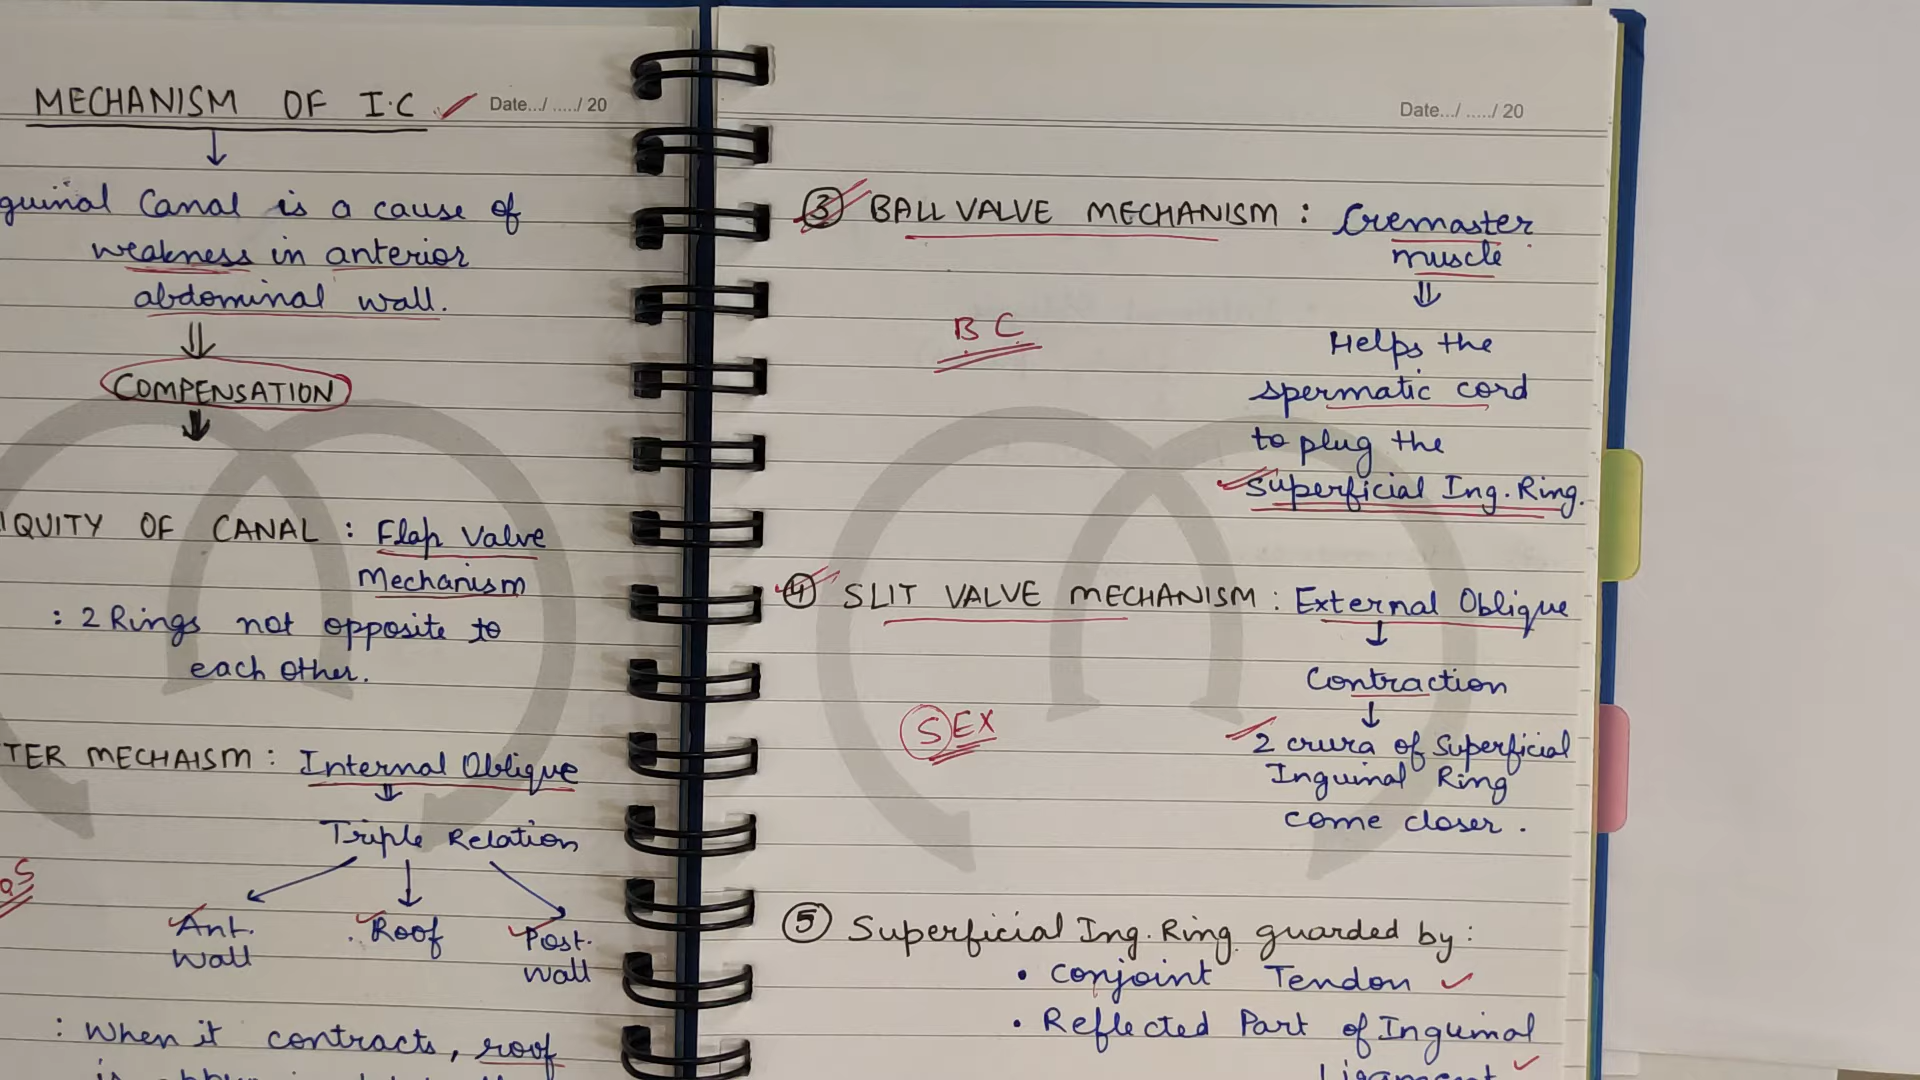 MECHANISM OF I.C
Date.../ ...../ 20
guinal Canal is a cause of
weakness in anterior
abdominal wall.
COMPENSATION
IQUITY OF CANAL : Flap Valve
Mechanism
: 2 Rings not opposite to
each other.
TER MECHAISM : Internal Oblique
Triple Relation
Ant. Roof Post.
wall wall
: When it contracts, roof
Date.../ ...../ 20
③ BALL VALVE MECHANISM : Cremaster
muscle
BC
Helps the
spermatic cord
to plug the
Superficial Ing. Ring.
④ SLIT VALVE MECHANISM : External Oblique
Contraction
SEX
2 crura of Superficial
Inguinal Ring
come closer.
⑤ Superficial Ing. Ring guarded by :
• Conjoint Tendon
• Reflected Part of Inguinal
Ligament